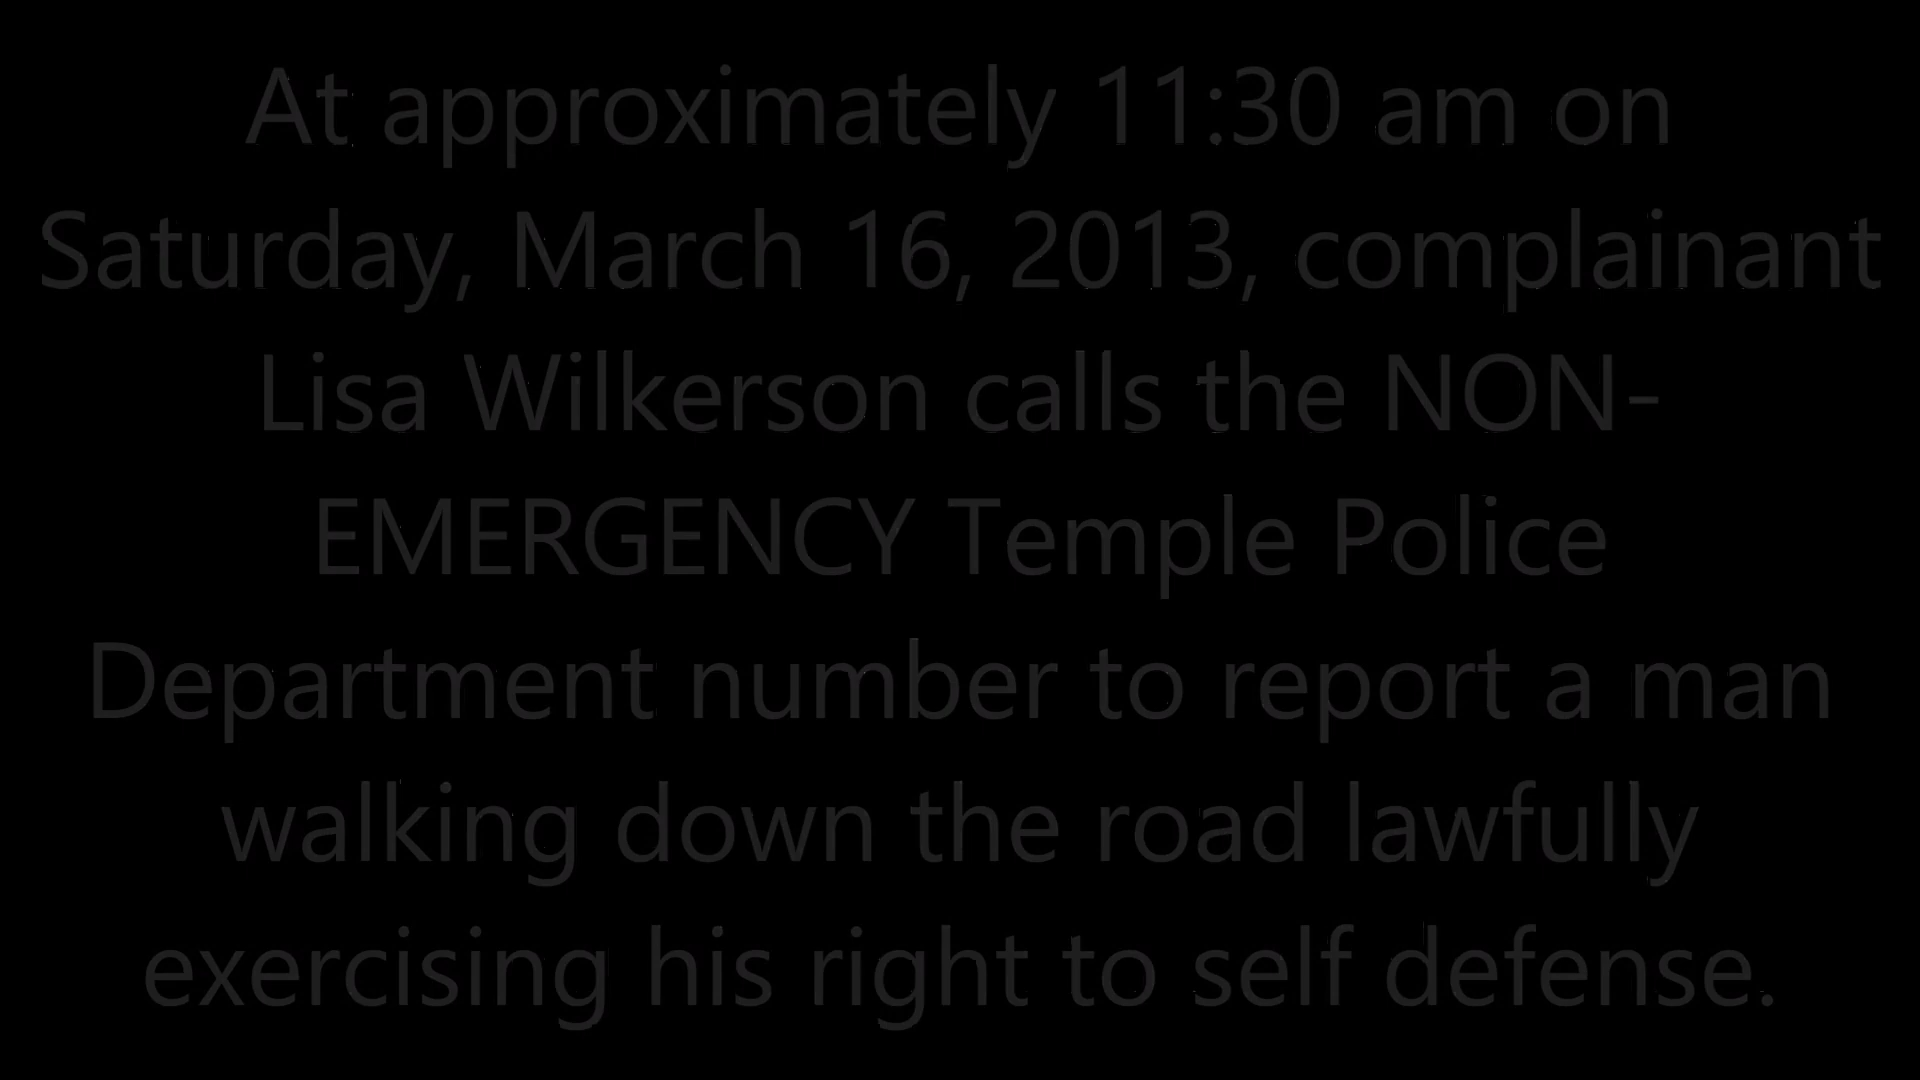 At approximately 11:30 am on
Saturday, March 16, 2013, complainant
Lisa Wilkerson calls the NON-
EMERGENCY Temple Police
Department number to report a man
walking down the road lawfully
exercising his right to self defense.